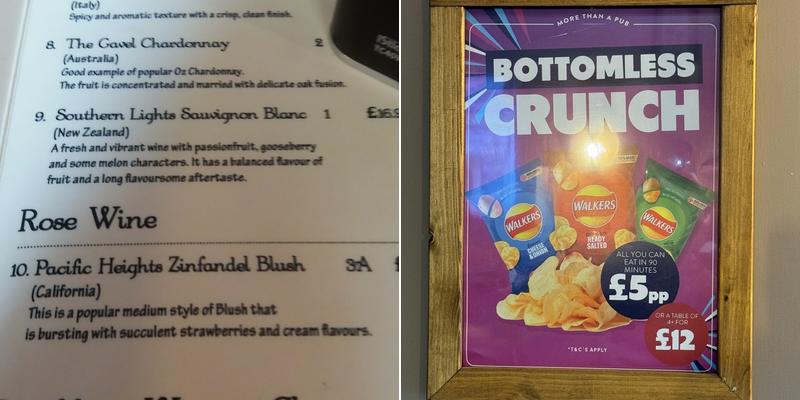 (Italy)
Spicy and aromatic texture with a crisp, clean finish.
8. The Gavel Chardonnay 2
(Australia)
Good example of popular Oz Chardonnay.
The fruit is concentrated and married with delicate oak fusion.
9. Southern Lights Sauvignon Blanc 1
(New Zealand)
A fresh and vibrant wine with passionfruit, gooseberry
and some melon characters. It has a balanced flavour of
fruit and a long flavoursome aftertaste.
Rose Wine
10. Pacific Heights Zinfandel Blush 3A
(California)
This is a popular medium style of Blush that
is bursting with succulent strawberries and cream flavours.
MORE THAN A PUB
BOTTOMLESS
CRUNCH
WALKERS
CHEESE
& ONION
WALKERS
READY
SALTED
WALKERS
ALL YOU CAN
EAT IN 90
MINUTES
£5pp
OR A TABLE OF
4+ FOR
£12
*T&C'S APPLY